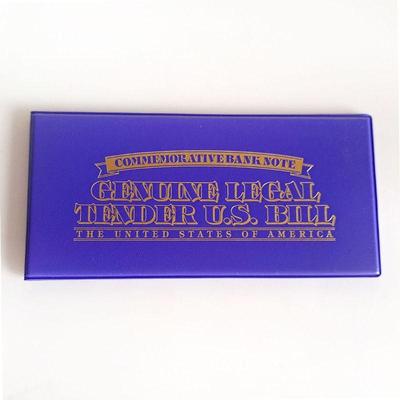 COMMEMORATIVE BANK NOTE
GENUINE LEGAL
TENDER U.S. BILL
THE UNITED STATES OF AMERICA